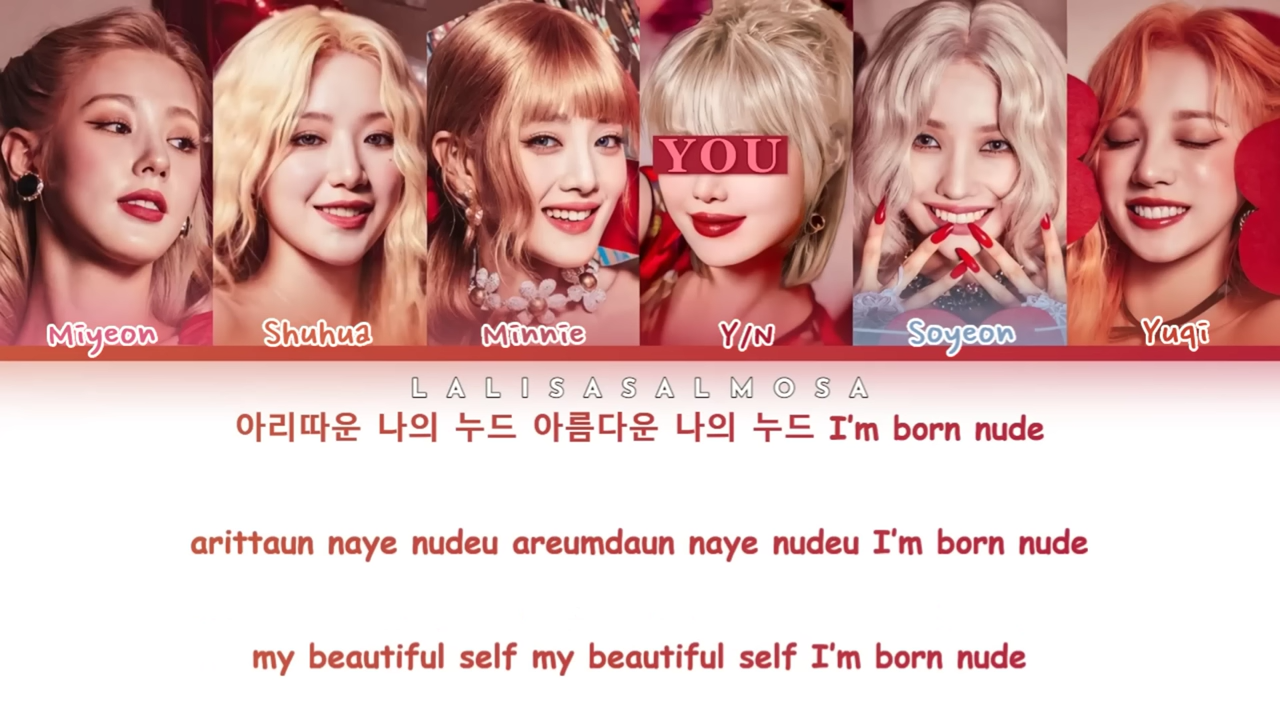 YOU
Miyeon Shuhua Minnie Y/N Soyeon Yuqi
LALISASALMOSA
아리따운 나의 누드 아름다운 나의 누드 I'm born nude
arittaun naye nudeu areumdaun naye nudeu I'm born nude
my beautiful self my beautiful self I'm born nude